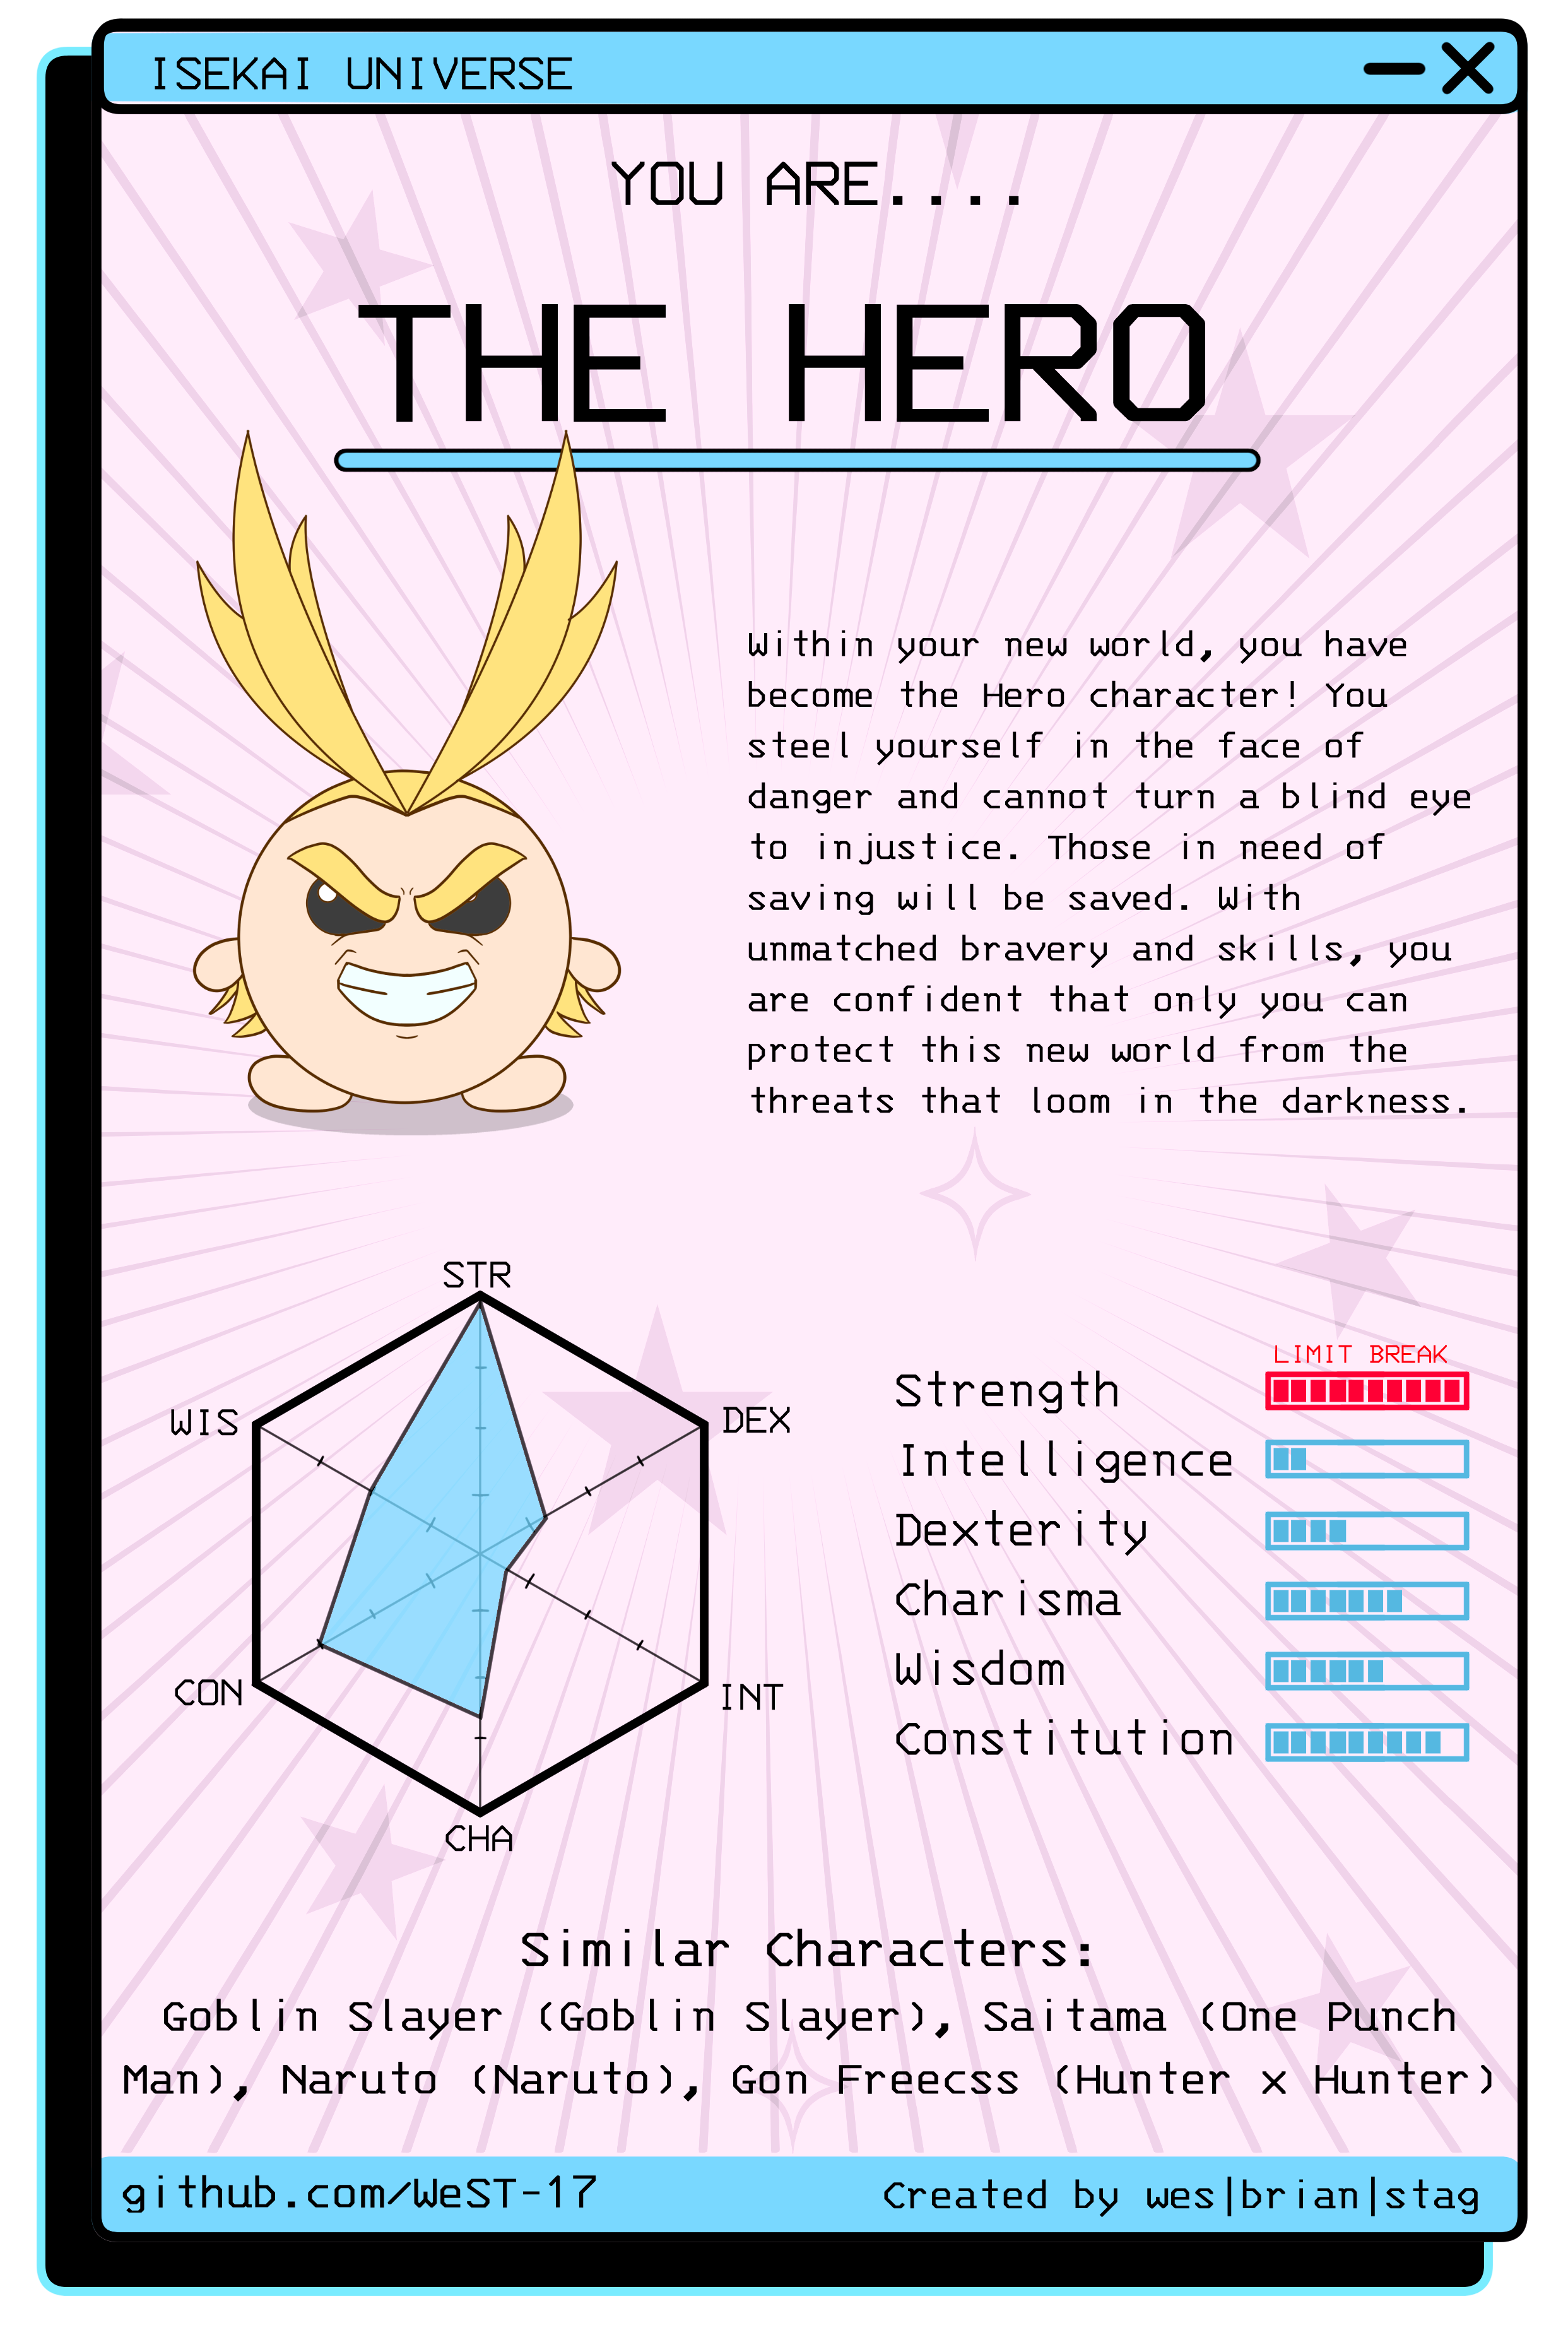 ISEKAI UNIVERSE
YOU ARE....
THE HERO
Within your new world, you have
become the Hero character! You
steel yourself in the face of
danger and cannot turn a blind eye
to injustice. Those in need of
saving will be saved. With
unmatched bravery and skills, you
are confident that only you can
protect this new world from the
threats that loom in the darkness.
STR
WIS
DEX
CON
INT
CHA
LIMIT BREAK
Strength
Intelligence
Dexterity
Charisma
Wisdom
Constitution
Similar Characters:
Goblin Slayer (Goblin Slayer), Saitama (One Punch
Man), Naruto (Naruto), Gon Freecss (Hunter x Hunter)
github.com/WeST-17
Created by wes|brian|stag